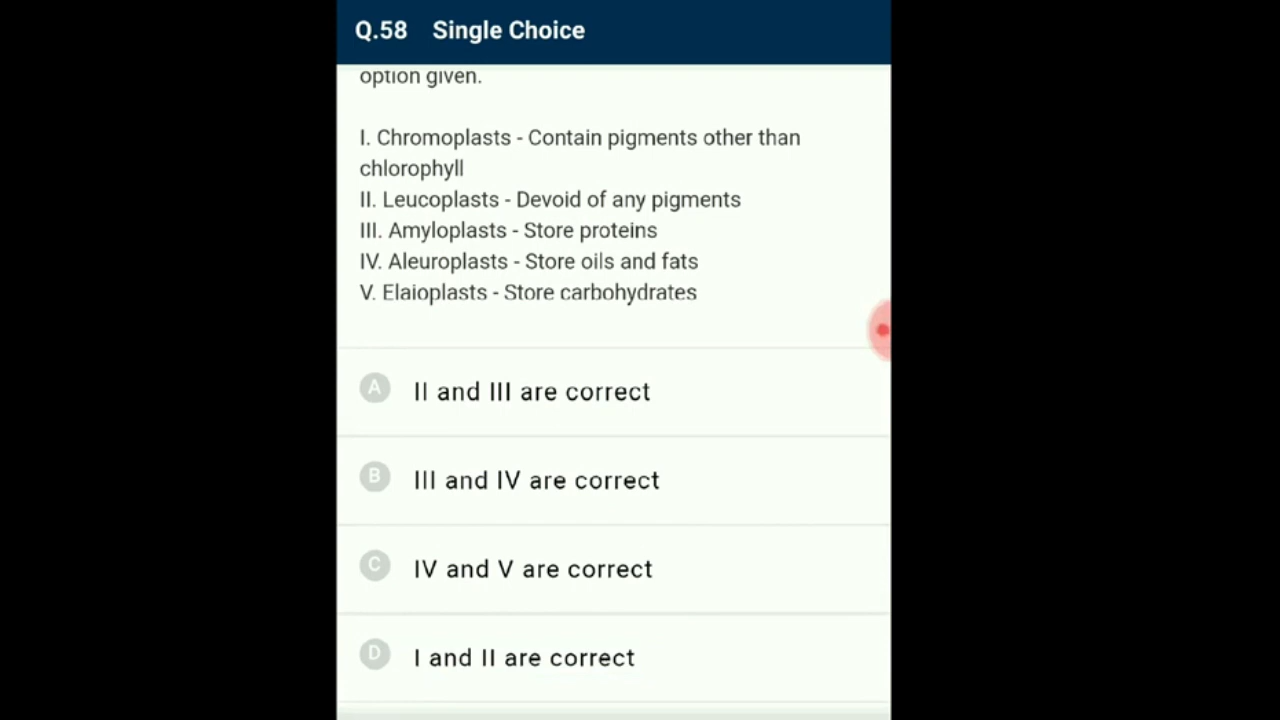 Q.58 Single Choice
option given.
I. Chromoplasts - Contain pigments other than
chlorophyll
II. Leucoplasts - Devoid of any pigments
III. Amyloplasts - Store proteins
IV. Aleuroplasts - Store oils and fats
V. Elaioplasts - Store carbohydrates
A II and III are correct
B III and IV are correct
C IV and V are correct
D I and II are correct